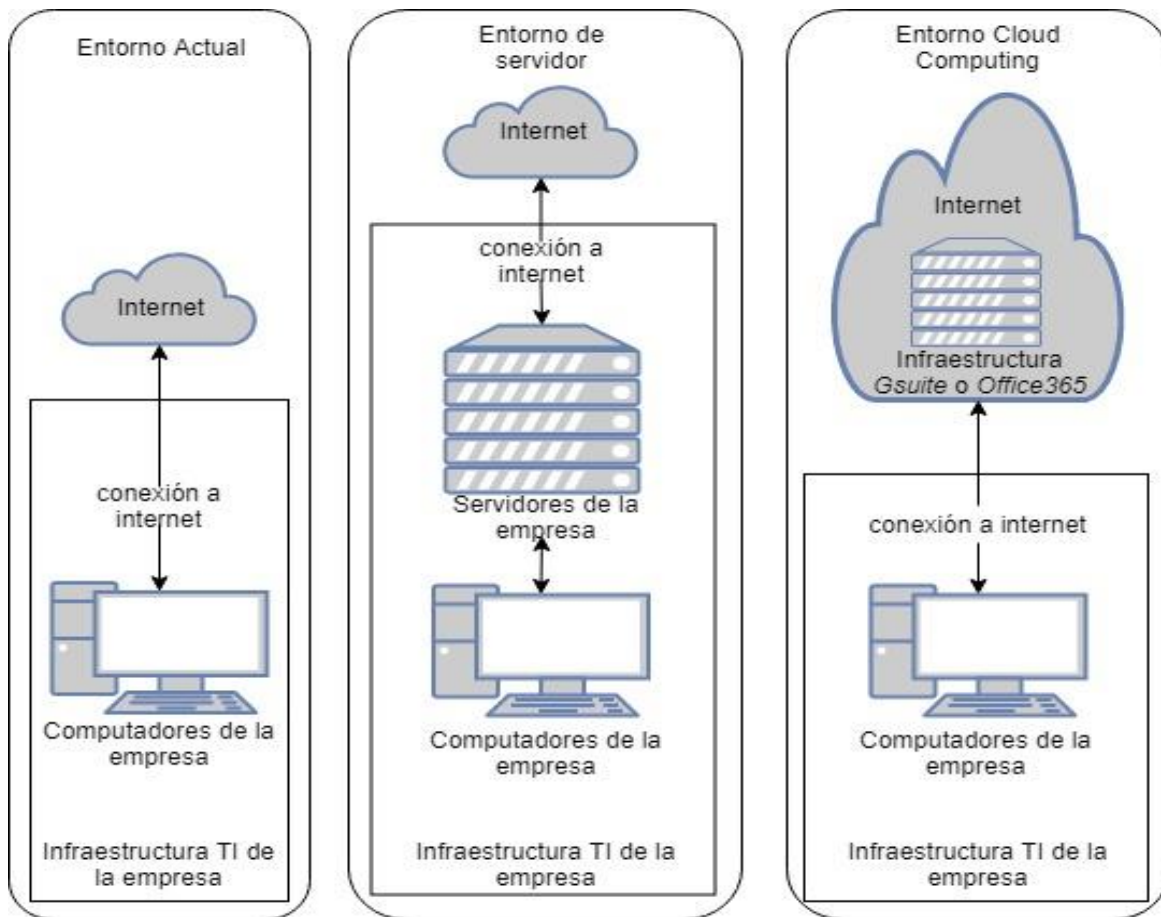 Entorno Actual
Internet
conexión a
internet
Computadores de la
empresa
Infraestructura TI de
la empresa
Entorno de
servidor
Internet
conexión a
internet
Servidores de la
empresa
Computadores de la
empresa
Infraestructura TI de la
empresa
Entorno Cloud
Computing
Internet
Infraestructura
Gsuite o Office365
conexión a internet
Computadores de la
empresa
Infraestructura TI de la
empresa